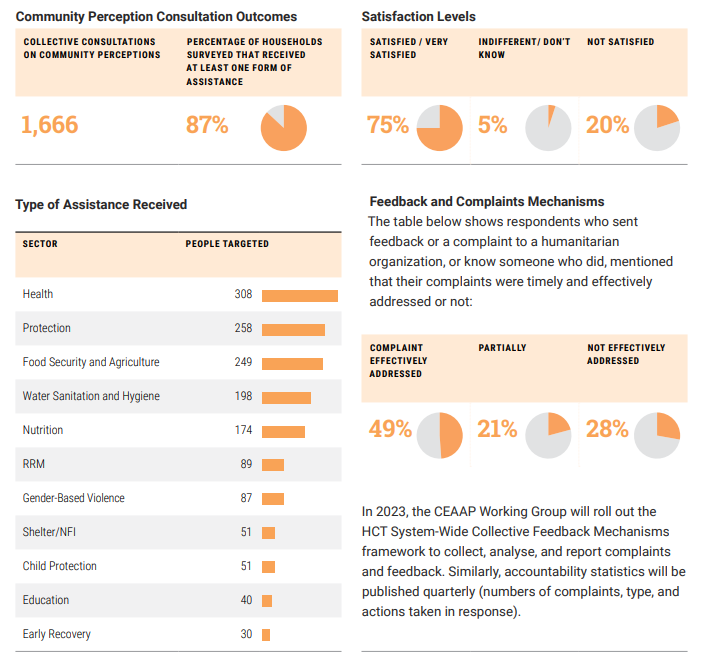 Community Perception Consultation Outcomes
COLLECTIVE CONSULTATIONS
ON COMMUNITY PERCEPTIONS
PERCENTAGE OF HOUSEHOLDS
SURVEYED THAT RECEIVED
AT LEAST ONE FORM OF
ASSISTANCE
1,666
87%
Satisfaction Levels
SATISFIED / VERY
SATISFIED
INDIFFERENT/ DON'T
KNOW
NOT SATISFIED
75%
5%
20%
Type of Assistance Received
SECTOR
PEOPLE TARGETED
Health 308
Protection 258
Food Security and Agriculture 249
Water Sanitation and Hygiene 198
Nutrition 174
RRM 89
Gender-Based Violence 87
Shelter/NFI 51
Child Protection 51
Education 40
Early Recovery 30
Feedback and Complaints Mechanisms
The table below shows respondents who sent
feedback or a complaint to a humanitarian
organization, or know someone who did, mentioned
that their complaints were timely and effectively
addressed or not:
COMPLAINT
EFFECTIVELY
ADDRESSED
PARTIALLY
NOT EFFECTIVELY
ADDRESSED
49%
21%
28%
In 2023, the CEAAP Working Group will roll out the
HCT System-Wide Collective Feedback Mechanisms
framework to collect, analyse, and report complaints
and feedback. Similarly, accountability statistics will be
published quarterly (numbers of complaints, type, and
actions taken in response).